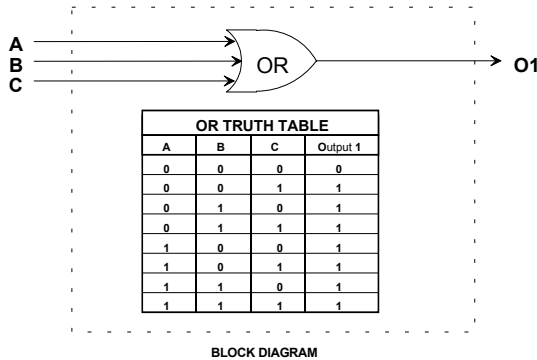 A
B
C
OR
O1
OR TRUTH TABLE
A B C Output 1
0 0 0 0
0 0 1 1
0 1 0 1
0 1 1 1
1 0 0 1
1 0 1 1
1 1 0 1
1 1 1 1
BLOCK DIAGRAM